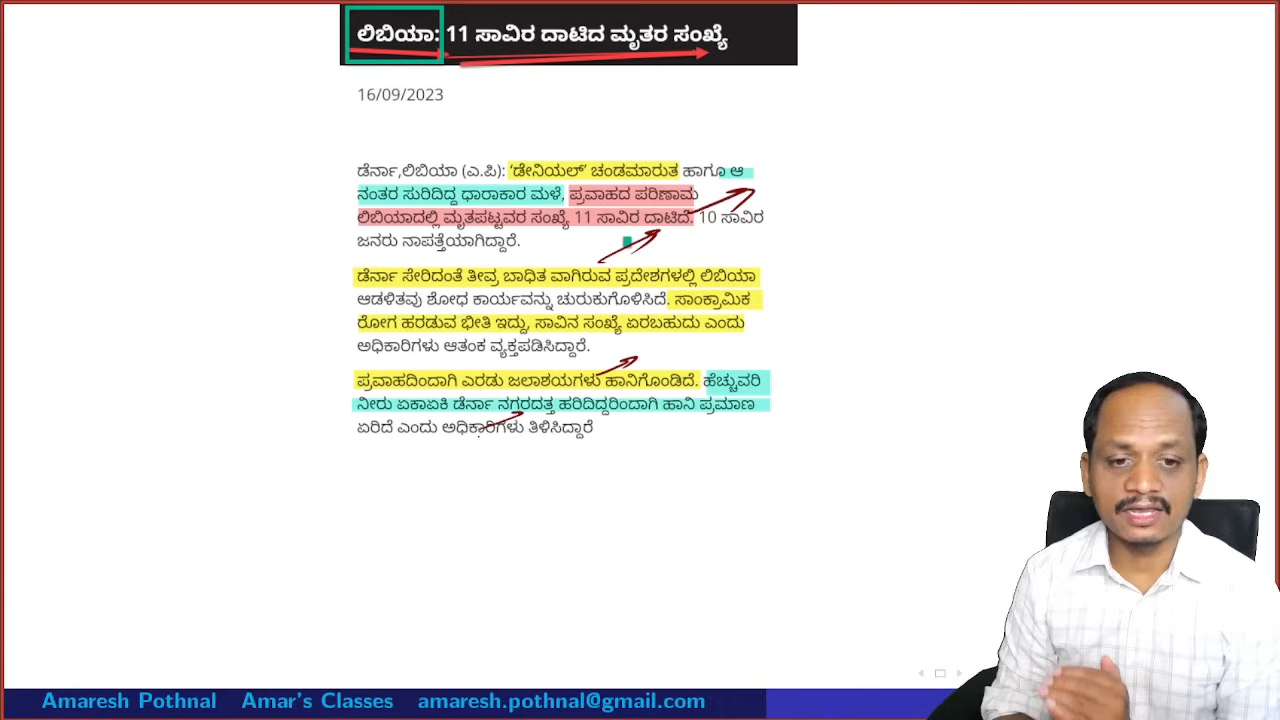 ಲಿಬಿಯಾ: 11 ಸಾವಿರ ದಾಟಿದ ಮೃತರ ಸಂಖ್ಯೆ
16/09/2023
ಡೆರ್ನಾ,ಲಿಬಿಯಾ (ಎ.ಪಿ): ‘ಡೇನಿಯಲ್’ ಚಂಡಮಾರುತ ಹಾಗೂ ಆ
ನಂತರ ಸುರಿದಿದ್ದ ಧಾರಾಕಾರ ಮಳೆ, ಪ್ರವಾಹದ ಪರಿಣಾಮ
ಲಿಬಿಯಾದಲ್ಲಿ ಮೃತಪಟ್ಟವರ ಸಂಖ್ಯೆ 11 ಸಾವಿರ ದಾಟಿದೆ. 10 ಸಾವಿರ
ಜನರು ನಾಪತ್ತೆಯಾಗಿದ್ದಾರೆ.
ಡೆರ್ನಾ ಸೇರಿದಂತೆ ತೀವ್ರ ಬಾಧಿತ ವಾಗಿರುವ ಪ್ರದೇಶಗಳಲ್ಲಿ ಲಿಬಿಯಾ
ಆಡಳಿತವು ಶೋಧ ಕಾರ್ಯವನ್ನು ಚುರುಕುಗೊಳಿಸಿದೆ. ಸಾಂಕ್ರಾಮಿಕ
ರೋಗ ಹರಡುವ ಭೀತಿ ಇದ್ದು, ಸಾವಿನ ಸಂಖ್ಯೆ ಏರಬಹುದು ಎಂದು
ಅಧಿಕಾರಿಗಳು ಆತಂಕ ವ್ಯಕ್ತಪಡಿಸಿದ್ದಾರೆ.
ಪ್ರವಾಹದಿಂದಾಗಿ ಎರಡು ಜಲಾಶಯಗಳು ಹಾನಿಗೊಂಡಿದೆ. ಹೆಚ್ಚುವರಿ
ನೀರು ಏಕಾಏಕಿ ಡೆರ್ನಾ ನಗರದತ್ತ ಹರಿದಿದ್ದರಿಂದಾಗಿ ಹಾನಿ ಪ್ರಮಾಣ
ಏರಿದೆ ಎಂದು ಅಧಿಕಾರಿಗಳು ತಿಳಿಸಿದ್ದಾರೆ
Amaresh Pothnal Amar's Classes amaresh.pothnal@gmail.com